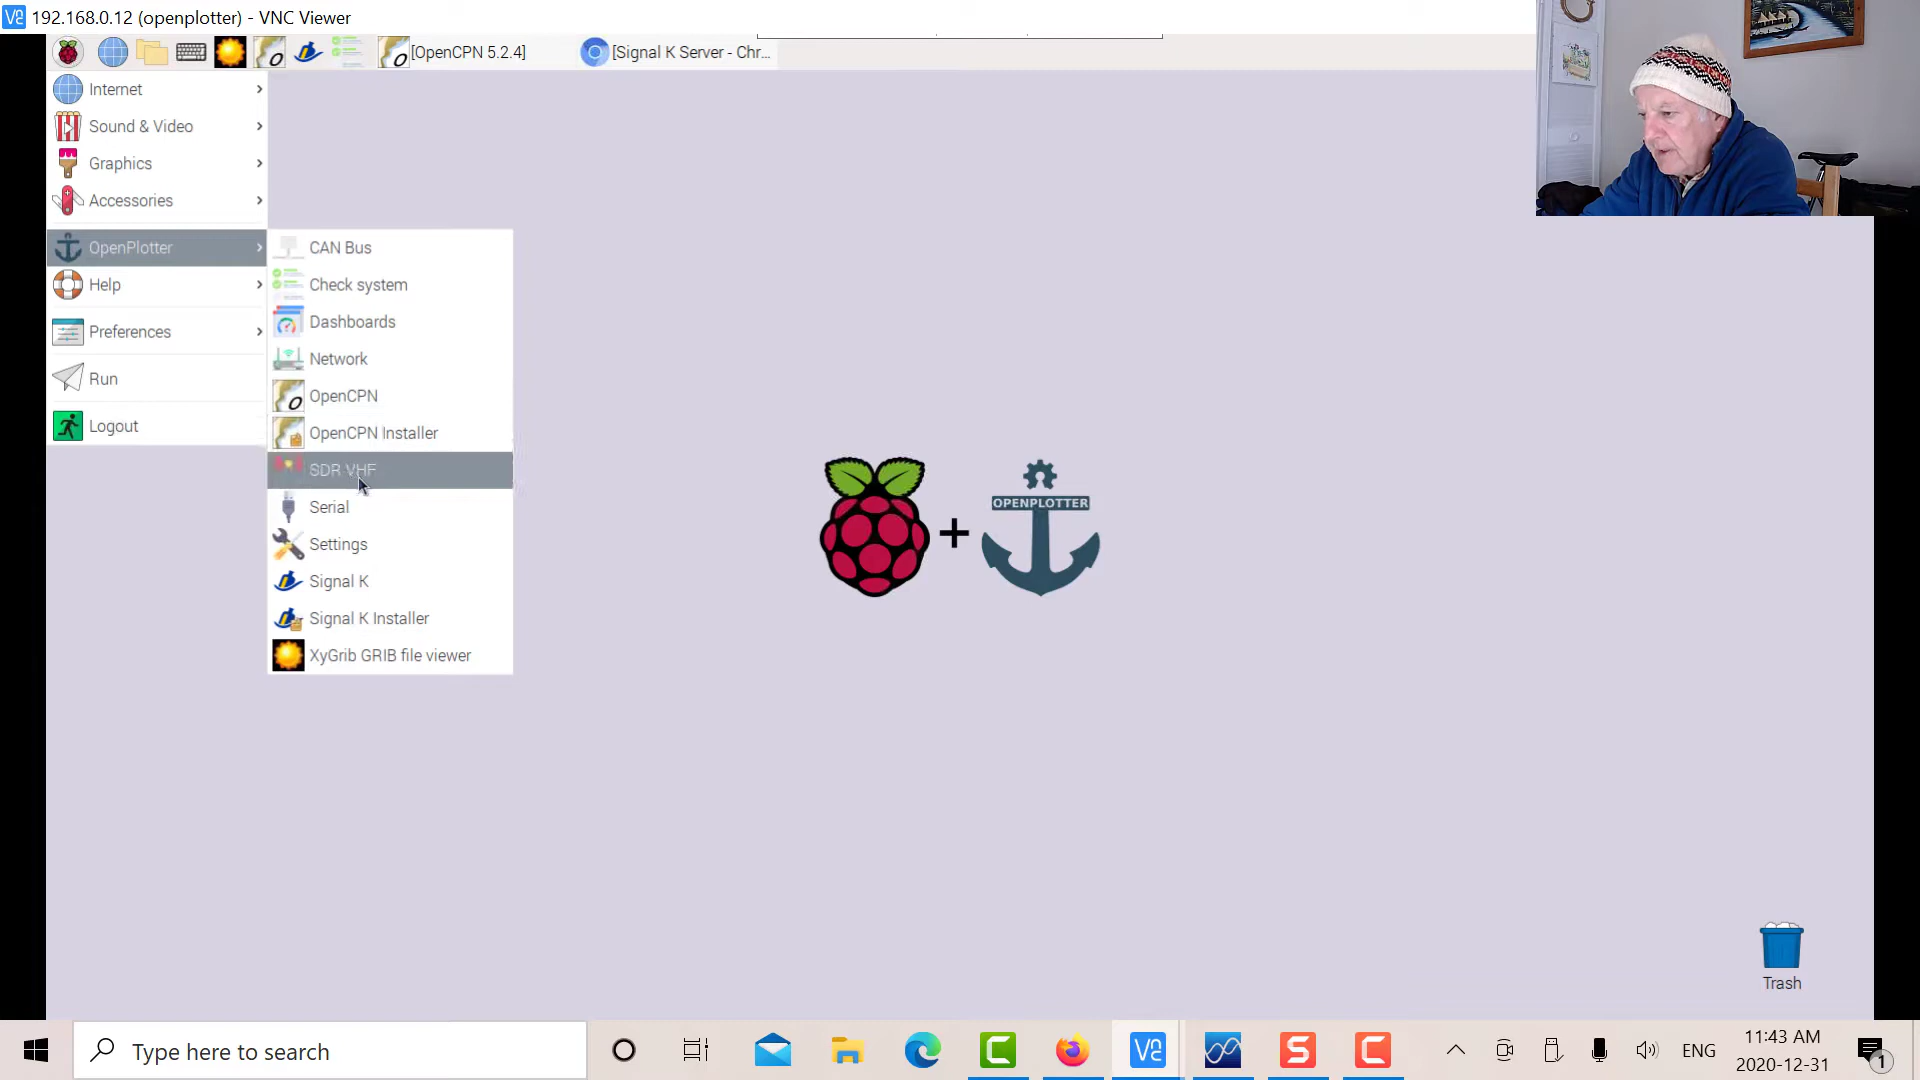 192.168.0.12 (openplotter) - VNC Viewer
[OpenCPN 5.2.4]
[Signal K Server - Chr...
Internet
Sound & Video
Graphics
Accessories
OpenPlotter
Help
Preferences
Run
Logout
CAN Bus
Check system
Dashboards
Network
OpenCPN
OpenCPN Installer
SDR VHF
Serial
Settings
Signal K
Signal K Installer
XyGrib GRIB file viewer
OPENPLOTTER
Trash
Type here to search
ENG
11:43 AM
2020-12-31
1